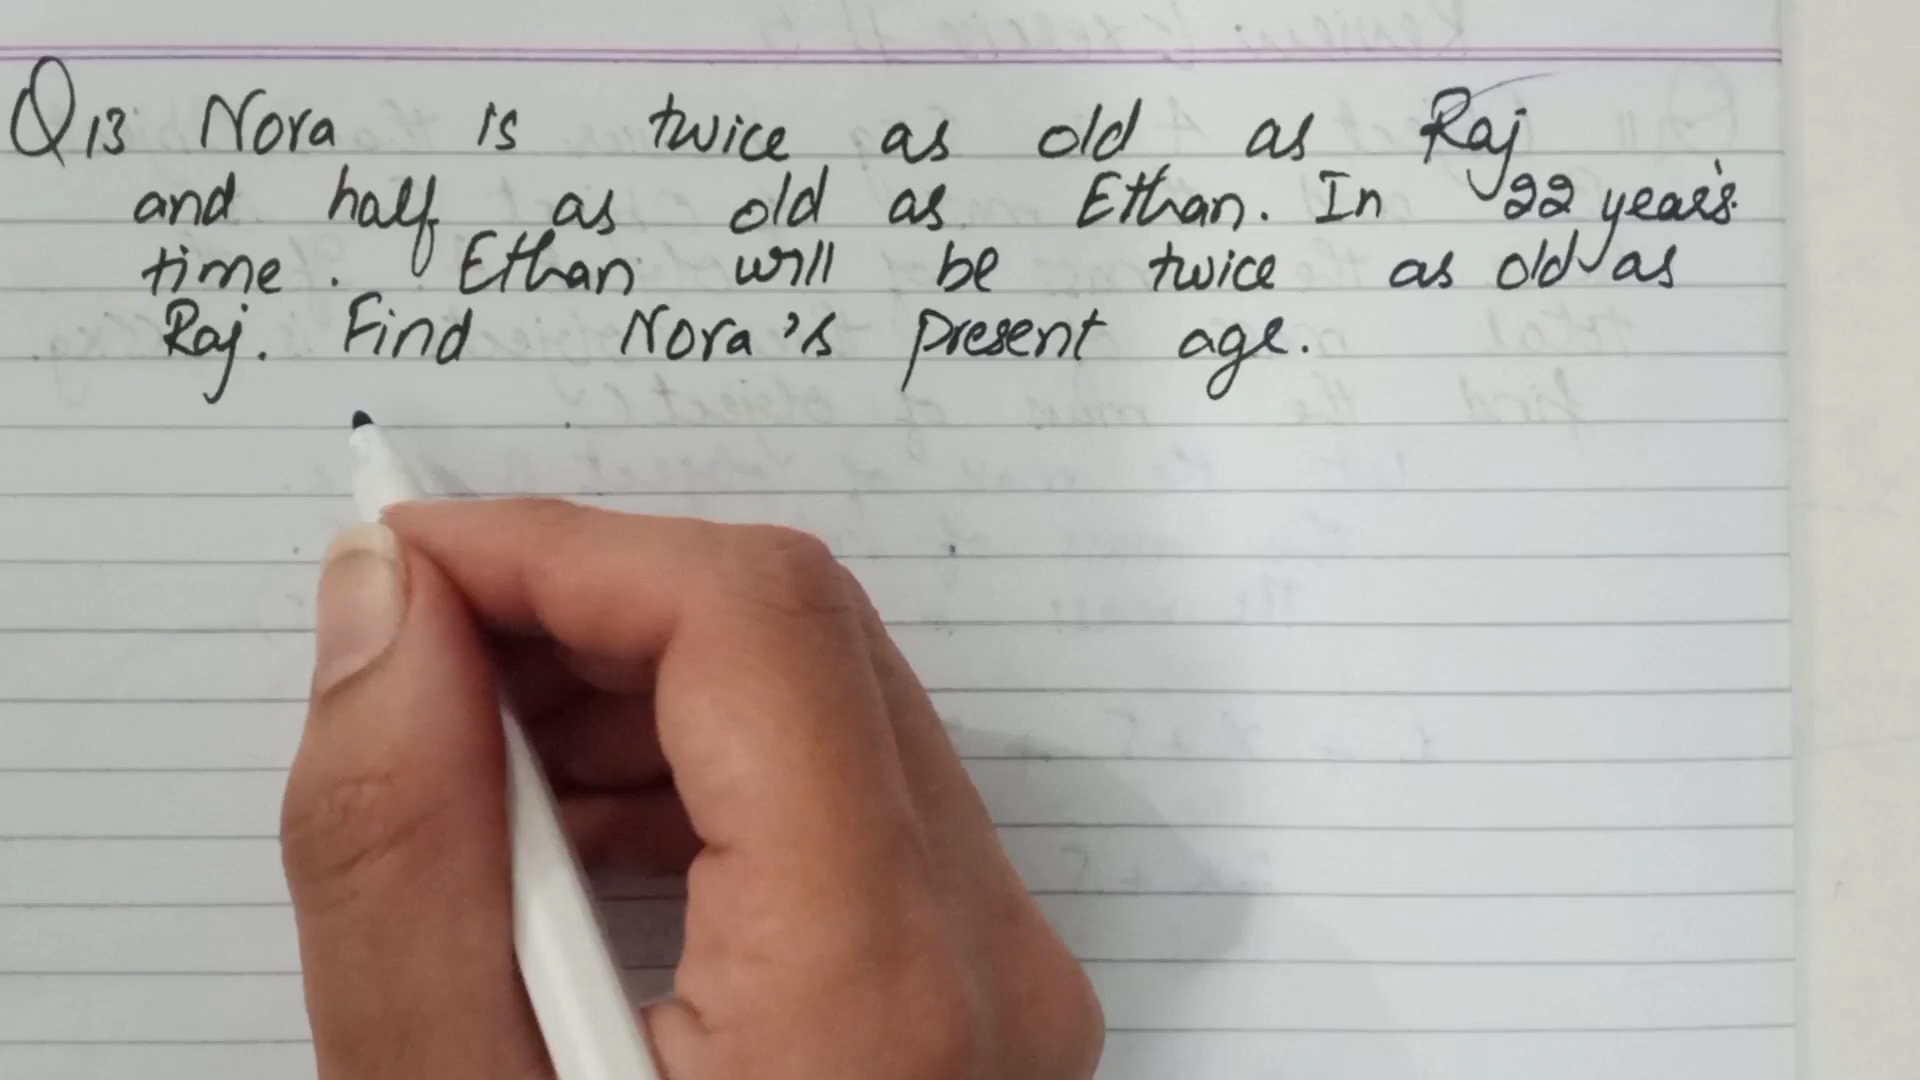 Q13 Nora is twice as old as Raj
and half as old as Ethan. In 22 year's.
time. Ethan will be twice as old as
Raj. Find Nora's present age.